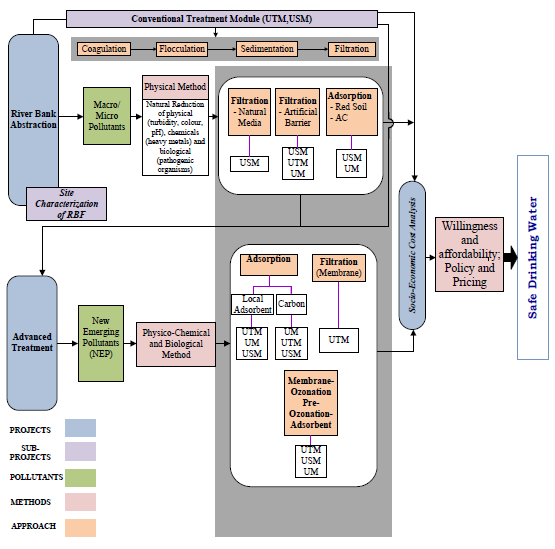 Conventional Treatment Module (UTM,USM)
Coagulation
Flocculation
Sedimentation
Filtration
River Bank
Abstraction
Macro/
Micro
Pollutants
Physical Method
Natural Reduction
of physical
(turbidity, colour,
pH), chemicals
(heavy metals) and
biological
(pathogenic
organisms)
Filtration
- Natural
Media
USM
Filtration
- Artificial
Barrier
USM
UTM
UM
Adsorption
- Red Soil
- AC
USM
UM
Site
Characterization
of RBF
Socio-Economic Cost Analysis
Willingness
and
affordability;
Policy and
Pricing
Safe Drinking Water
Advanced
Treatment
New
Emerging
Pollutants
(NEP)
Physico-Chemical
and Biological
Method
Adsorption
Local
Adsorbent
UTM
UM
USM
Carbon
UM
UTM
USM
Filtration
(Membrane)
UTM
Membrane-
Ozonation
Pre-
Ozonation-
Adsorbent
UTM
USM
UM
PROJECTS
SUB-
PROJECTS
POLLUTANTS
METHODS
APPROACH